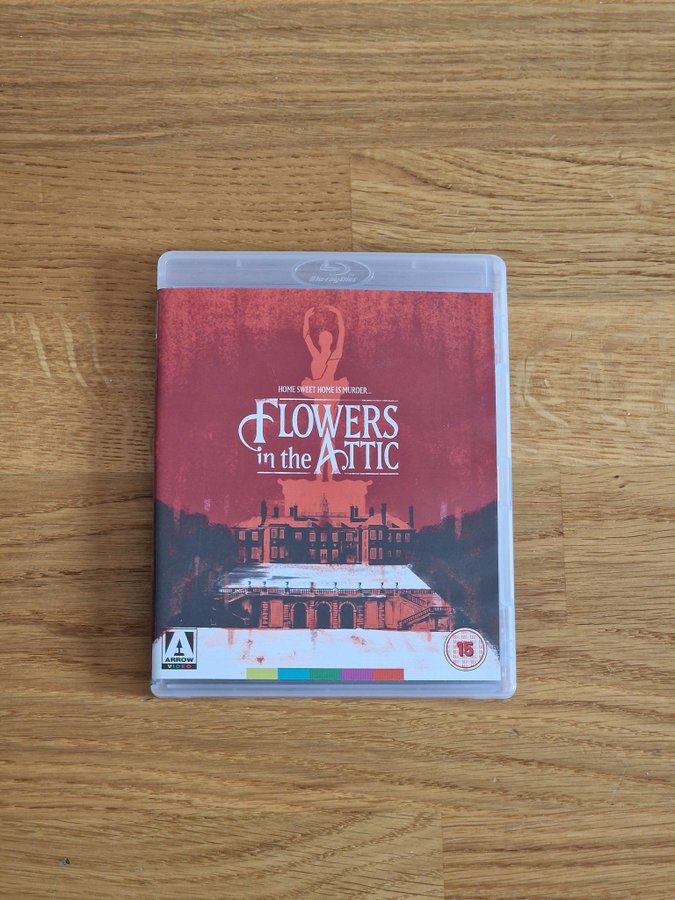 Blu-ray Disc
HOME SWEET HOME IS MURDER...
FLOWERS
in the ATTIC
A
ARROW
VIDEO
15